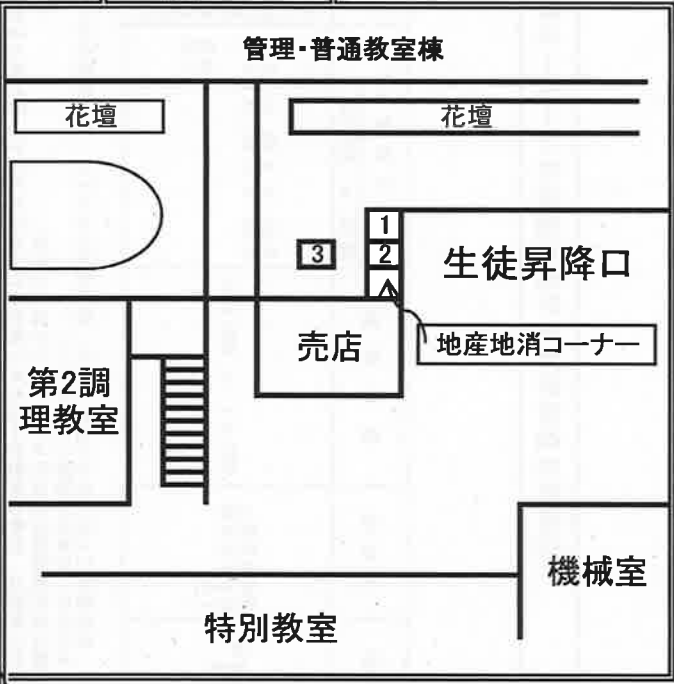 管理・普通教室棟
花壇
花壇
1
2
3
生徒昇降口
売店
地産地消コーナー
第2調
理教室
機械室
特別教室